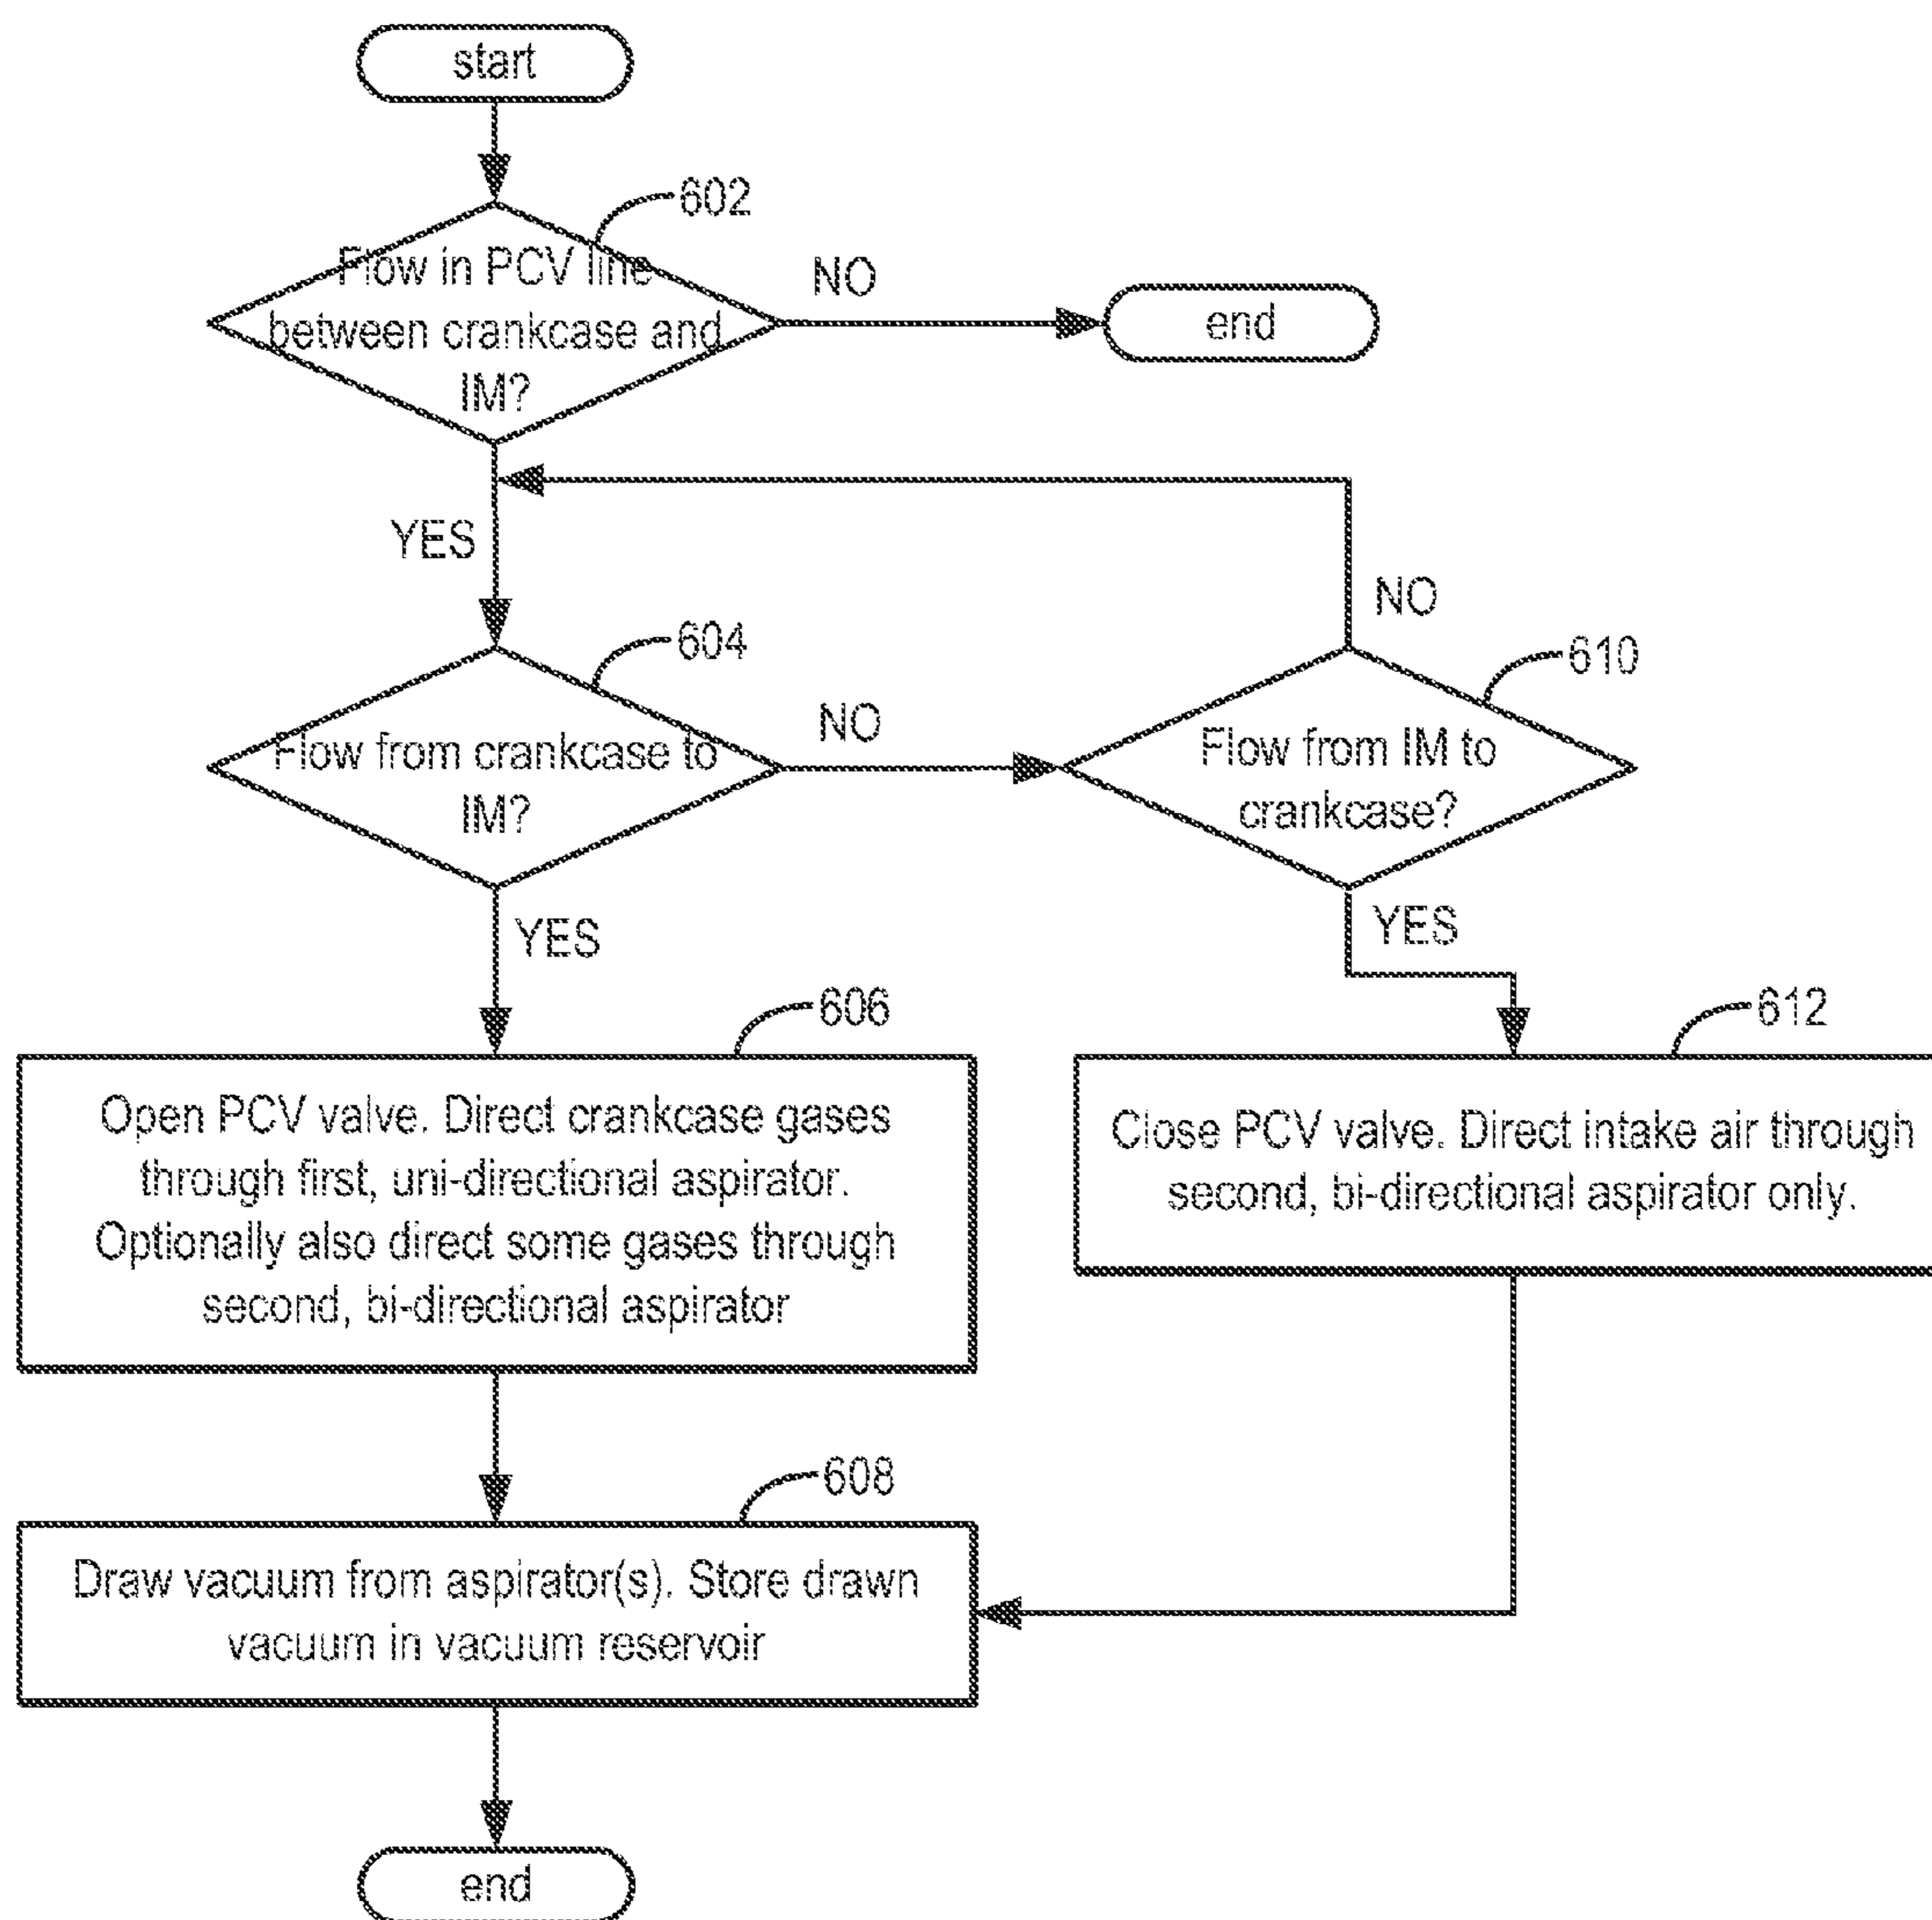 start
602
Flow in PCV line
between crankcase and
IM?
NO
end
YES
NO
604
610
Flow from crankcase to
IM?
NO
Flow from IM to
crankcase?
YES
YES
606
612
Open PCV valve. Direct crankcase gases
through first, uni-directional aspirator.
Optionally also direct some gases through
second, bi-directional aspirator
Close PCV valve. Direct intake air through
second, bi-directional aspirator only.
608
Draw vacuum from aspirator(s). Store drawn
vacuum in vacuum reservoir
end